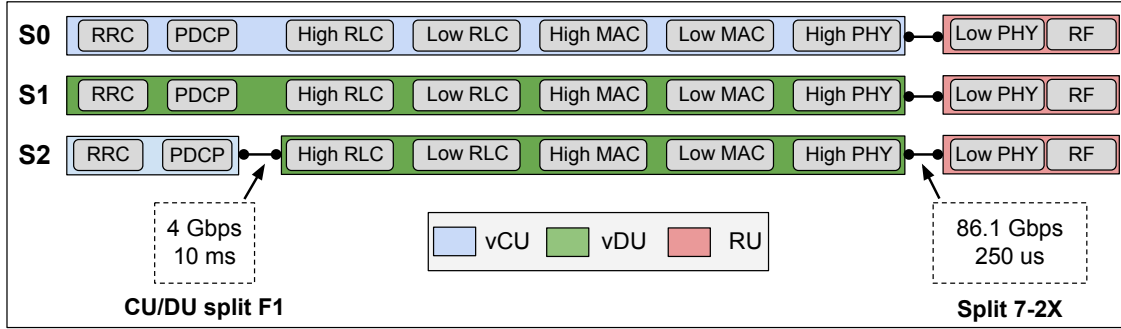 S0 RRC PDCP High RLC Low RLC High MAC Low MAC High PHY Low PHY RF
S1 RRC PDCP High RLC Low RLC High MAC Low MAC High PHY Low PHY RF
S2 RRC PDCP High RLC Low RLC High MAC Low MAC High PHY Low PHY RF
4 Gbps
10 ms
CU/DU split F1
vCU vDU RU
86.1 Gbps
250 us
Split 7-2X